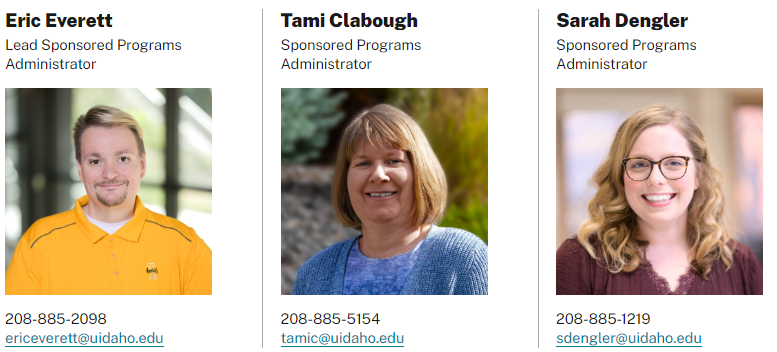 Eric Everett
Lead Sponsored Programs
Administrator
208-885-2098
ericeverett@uidaho.edu
Tami Clabough
Sponsored Programs
Administrator
208-885-5154
tamic@uidaho.edu
Sarah Dengler
Sponsored Programs
Administrator
208-885-1219
sdengler@uidaho.edu